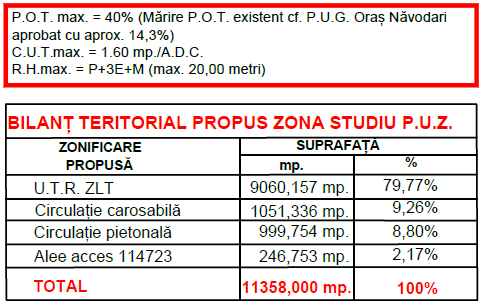 P.O.T. max. = 40% (Mărire P.O.T. existent cf. P.U.G. Oraș Năvodari
aprobat cu aprox. 14,3%)
C.U.T.max. = 1.60 mp./A.D.C.
R.H.max. = P+3E+M (max. 20,00 metri)
BILANȚ TERITORIAL PROPUS ZONA STUDIU P.U.Z.
ZONIFICARE PROPUSĂ SUPRAFAȚĂ
mp. %
U.T.R. ZLT 9060,157 mp. 79,77%
Circulație carosabilă 1051,336 mp. 9,26%
Circulație pietonală 999,754 mp. 8,80%
Alee acces 114723 246,753 mp. 2,17%
TOTAL 11358,000 mp. 100%